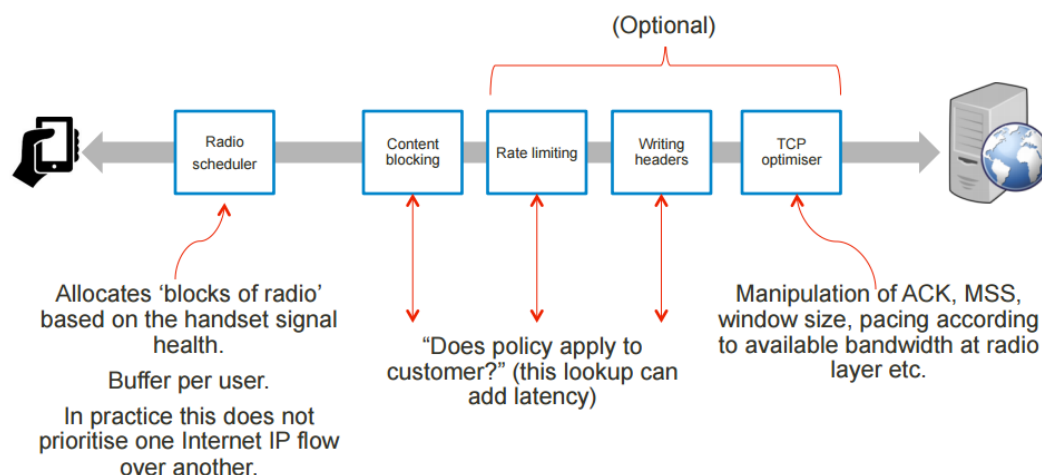 (Optional)
Radio
scheduler
Content
blocking
Rate limiting
Writing
headers
TCP
optimiser
Allocates ‘blocks of radio’
based on the handset signal
health.
Buffer per user.
In practice this does not
prioritise one Internet IP flow
over another.
“Does policy apply to
customer?” (this lookup can
add latency)
Manipulation of ACK, MSS,
window size, pacing according
to available bandwidth at radio
layer etc.